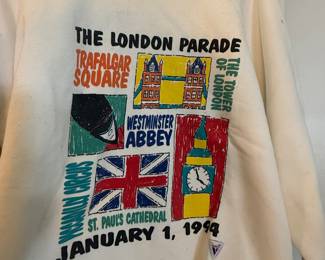 THE LONDON PARADE
TRAFALGAR
SQUARE
THE TOWER
OF LONDON
WESTMINSTER
ABBEY
PICCADILLY CIRCUS
ST. PAUL'S CATHEDRAL
JANUARY 1, 1994